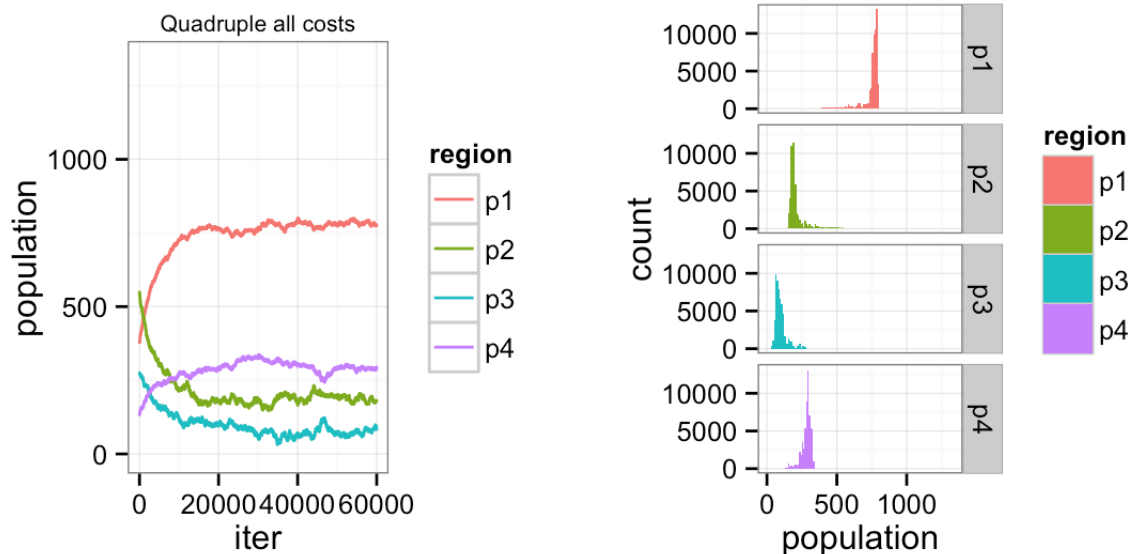 Quadruple all costs
population
1000
500
0
0
20000
40000
60000
iter
region
p1
p2
p3
p4
count
10000
5000
0
p1
10000
5000
0
p2
10000
5000
0
p3
10000
5000
0
p4
0
500
1000
population
region
p1
p2
p3
p4